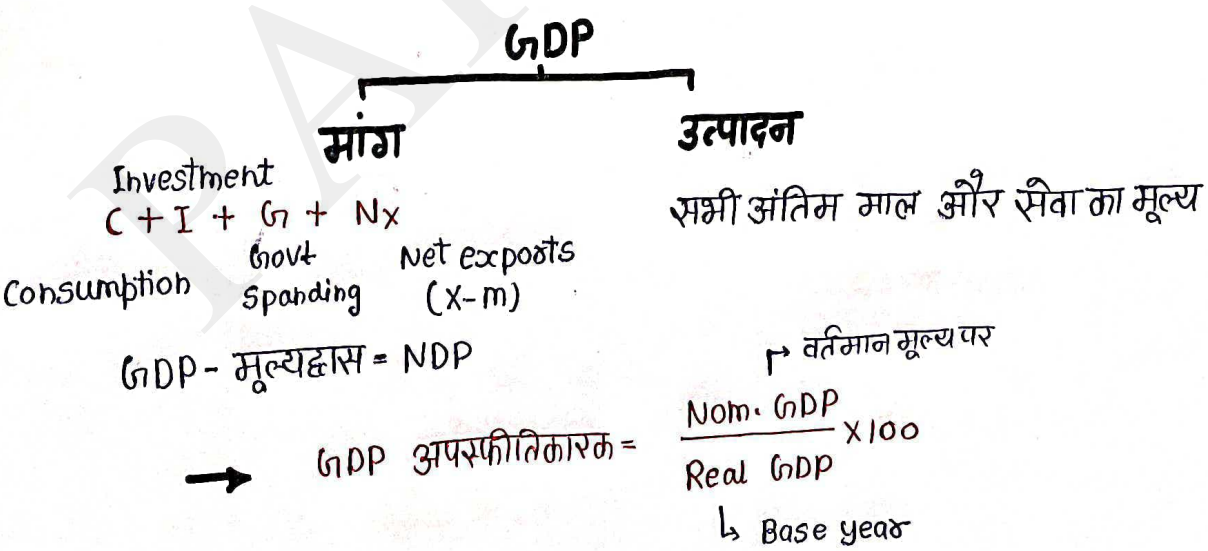 GDP
मांग
उत्पादन
Investment
C + I + G + Nx
Consumption
Govt
Spanding
Net exports
(X-m)
सभी अंतिम माल और सेवा का मूल्य
GDP - मूल्यह्रास = NDP
वर्तमान मूल्य पर
GDP अपस्फीतिकारक = Nom. GDP / Real GDP X100
Base year